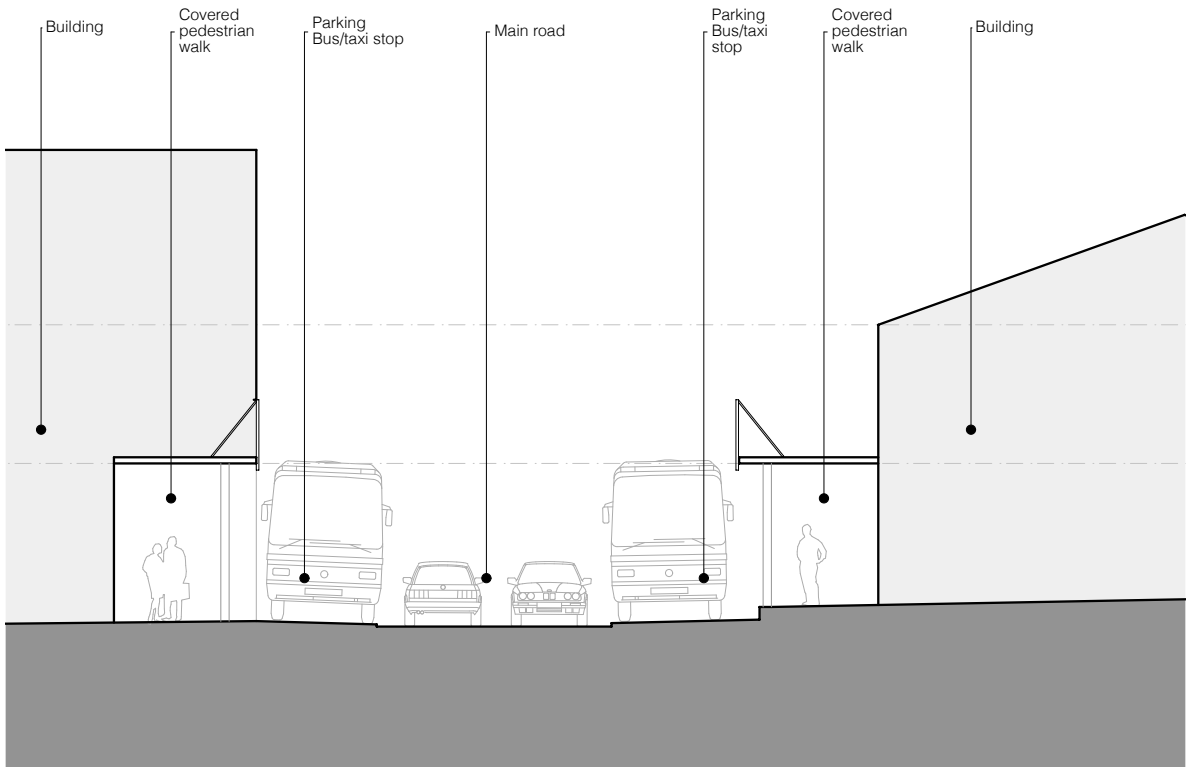 Building
Covered
pedestrian
walk
Parking
Bus/taxi stop
Main road
Parking
Bus/taxi
stop
Covered
pedestrian
walk
Building